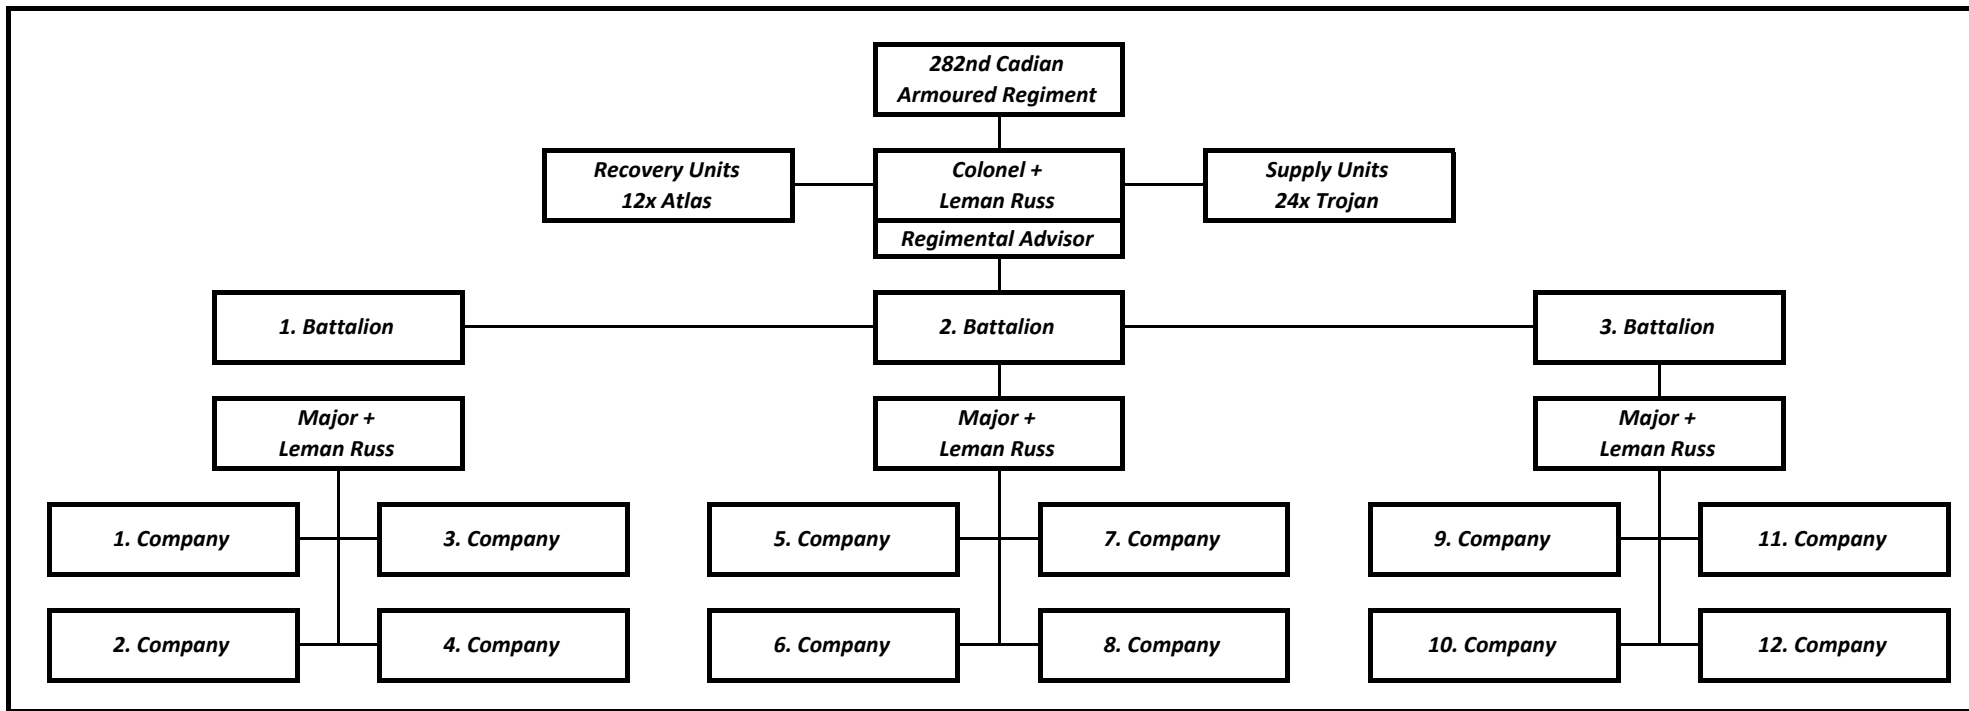 282nd Cadian
Armoured Regiment
Recovery Units
12x Atlas
Colonel +
Leman Russ
Supply Units
24x Trojan
Regimental Advisor
1. Battalion
2. Battalion
3. Battalion
Major +
Leman Russ
Major +
Leman Russ
Major +
Leman Russ
1. Company
3. Company
5. Company
7. Company
9. Company
11. Company
2. Company
4. Company
6. Company
8. Company
10. Company
12. Company